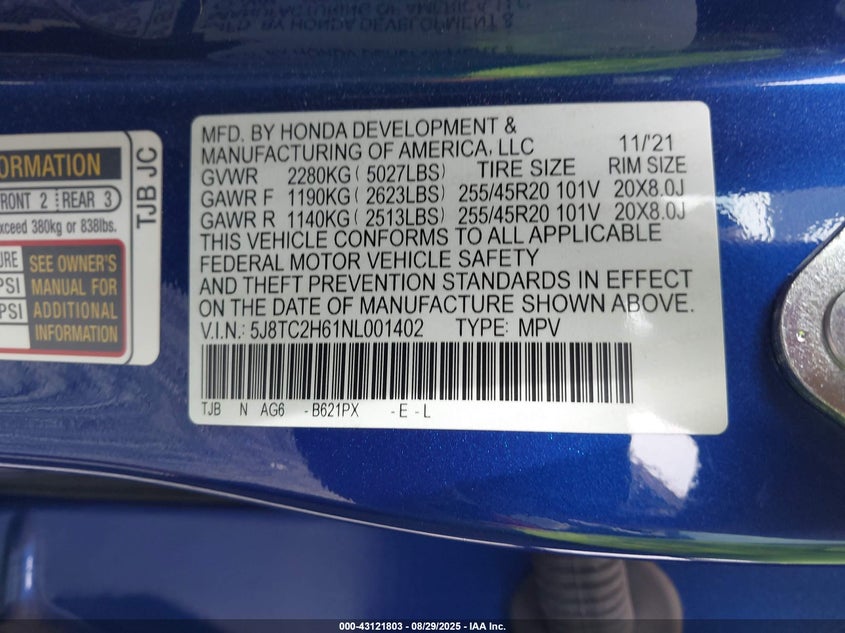 MFD. BY HONDA DEVELOPMENT &
MANUFACTURING OF AMERICA, LLC 11/'21
GVWR 2280KG ( 5027LBS) TIRE SIZE RIM SIZE
GAWR F 1190KG ( 2623LBS) 255/45R20 101V 20X8.0J
GAWR R 1140KG ( 2513LBS) 255/45R20 101V 20X8.0J
THIS VEHICLE CONFORMS TO ALL APPLICABLE
FEDERAL MOTOR VEHICLE SAFETY
AND THEFT PREVENTION STANDARDS IN EFFECT
ON THE DATE OF MANUFACTURE SHOWN ABOVE.
V.I.N.: 5J8TC2H61NL001402 TYPE: MPV
TJB N AG6 -B621PX -E-L
ORMATION
FRONT 2 REAR 3
exceed 380kg or 838lbs.
URE
PSI
PSI
SEE OWNER'S
MANUAL FOR
ADDITIONAL
INFORMATION
TJB JC
000-43121803 - 08/29/2025 - IAA Inc.